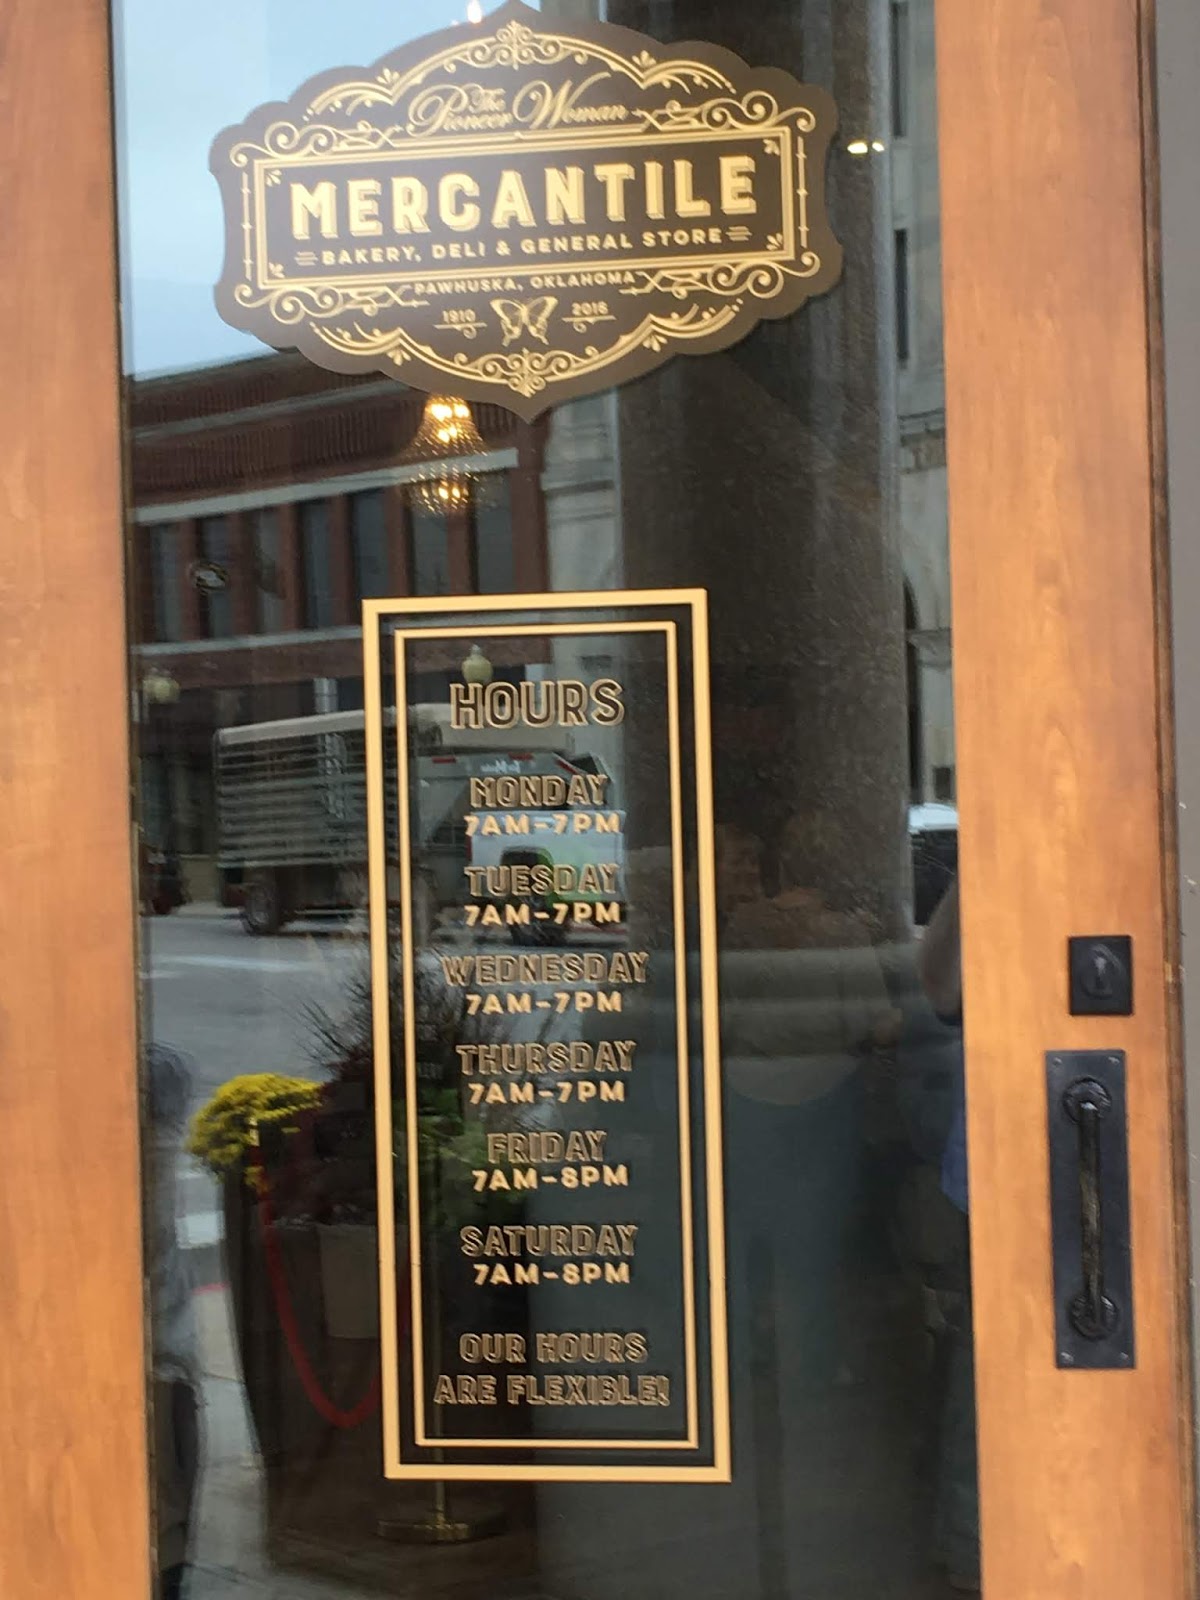 The
Pioneer Woman
MERCANTILE
BAKERY, DELI & GENERAL STORE
PAWHUSKA, OKLAHOMA
1910 2016
HOURS
MONDAY
7AM-7PM
TUESDAY
7AM-7PM
WEDNESDAY
7AM-7PM
THURSDAY
7AM-7PM
FRIDAY
7AM-8PM
SATURDAY
7AM-8PM
OUR HOURS
ARE FLEXIBLE!